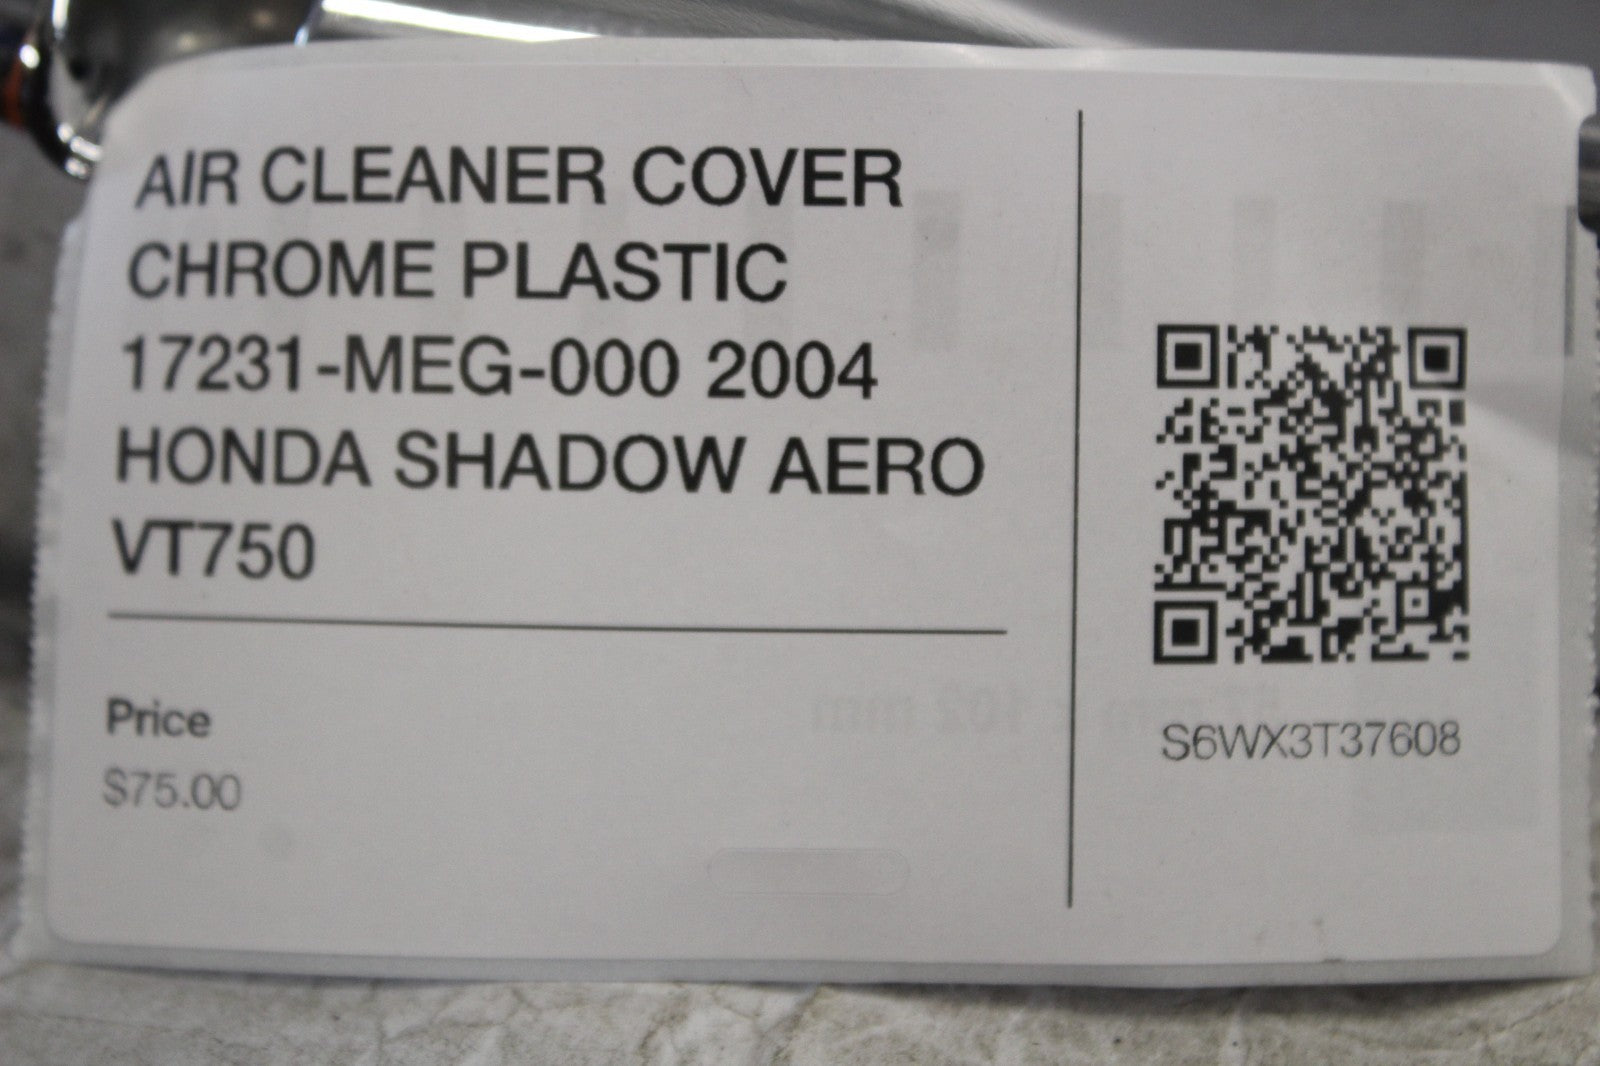 AIR CLEANER COVER
CHROME PLASTIC
17231-MEG-000 2004
HONDA SHADOW AERO
VT750
Price
$75.00
S6WX3T37608